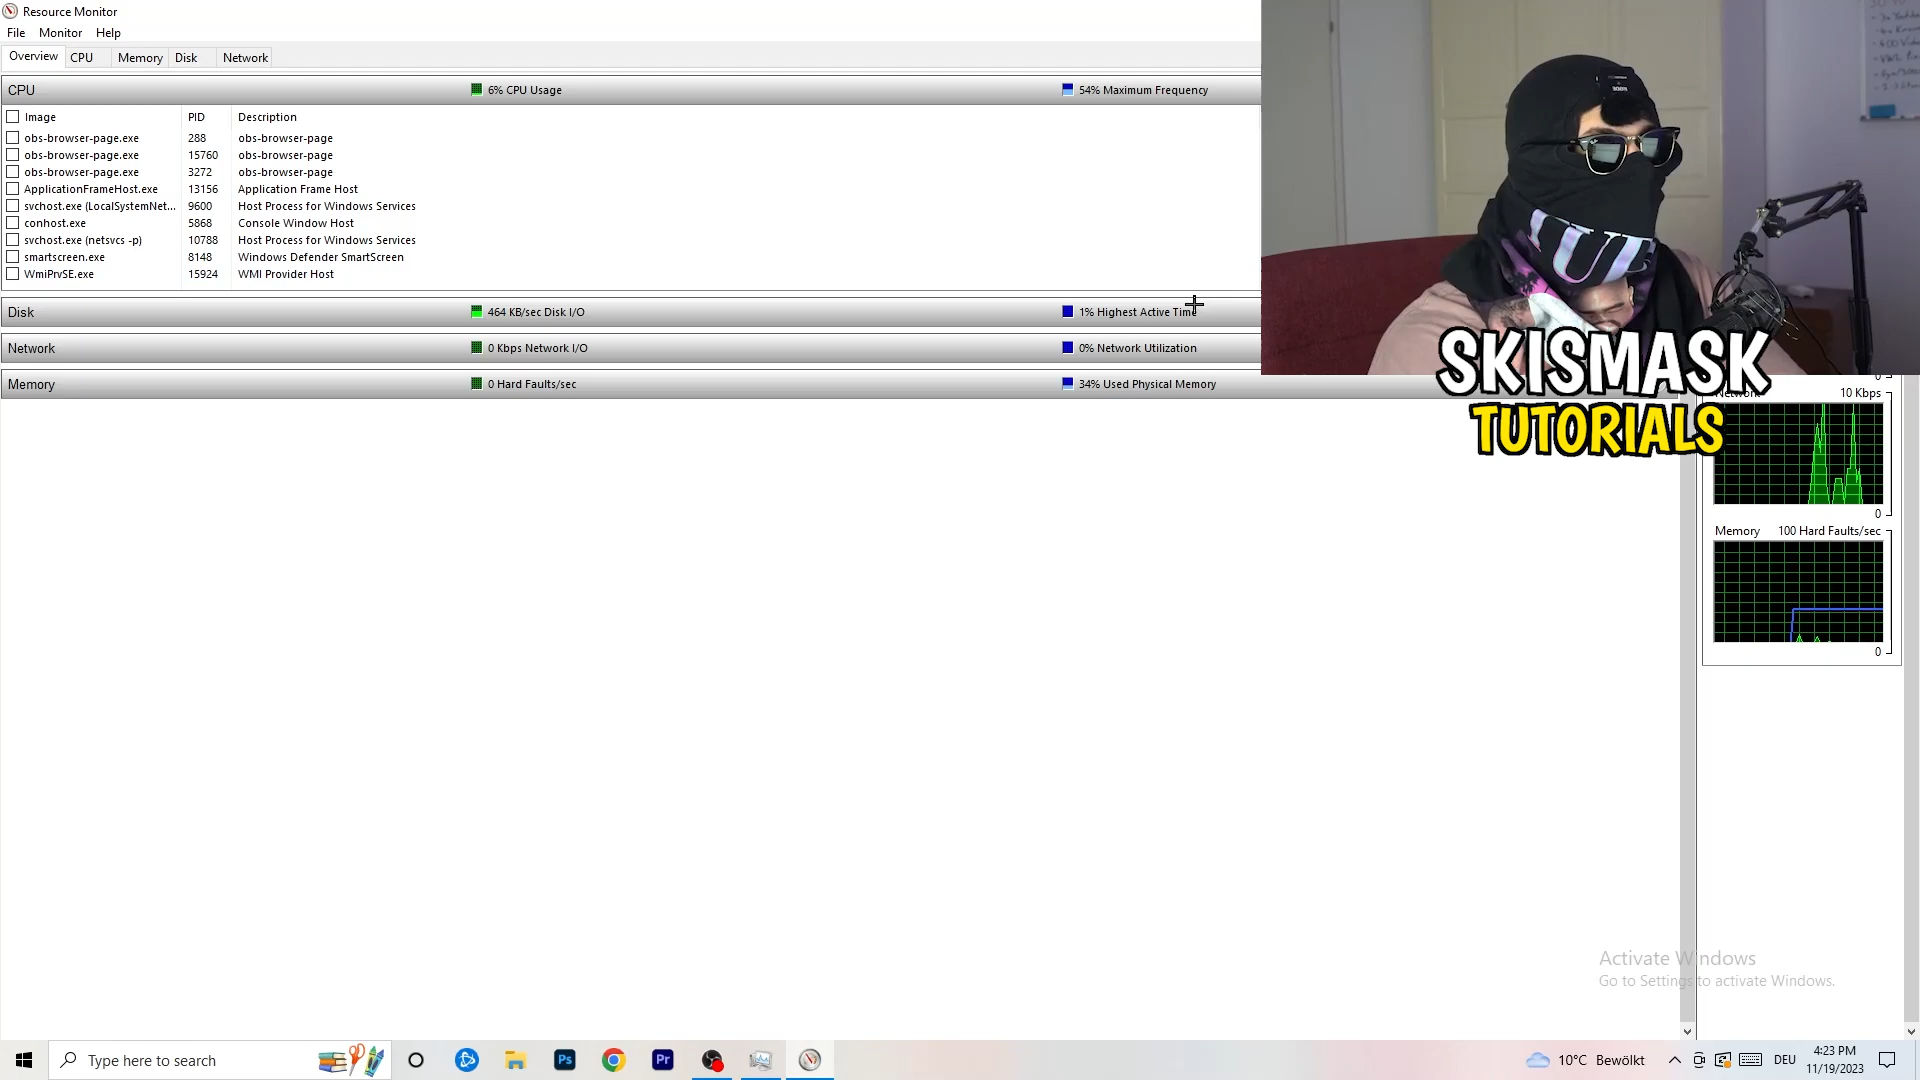 Resource Monitor
File Monitor Help
Overview CPU Memory Disk Network
CPU 6% CPU Usage 54% Maximum Frequency
Image PID Description
obs-browser-page.exe 288 obs-browser-page
obs-browser-page.exe 15760 obs-browser-page
obs-browser-page.exe 3272 obs-browser-page
ApplicationFrameHost.exe 13156 Application Frame Host
svchost.exe (LocalSystemNet... 9600 Host Process for Windows Services
conhost.exe 5868 Console Window Host
svchost.exe (netsvcs -p) 10788 Host Process for Windows Services
smartscreen.exe 8148 Windows Defender SmartScreen
WmiPrvSE.exe 15924 WMI Provider Host
Disk 464 KB/sec Disk I/O 1% Highest Active Time
Network 0 Kbps Network I/O 0% Network Utilization
Memory 0 Hard Faults/sec 34% Used Physical Memory
SKISMASK
TUTORIALS
Network 10 Kbps
0
Memory 100 Hard Faults/sec
0
Activate Windows
Go to Settings to activate Windows.
Type here to search
Ps
Pr
10°C Bewölkt
DEU
4:23 PM
11/19/2023